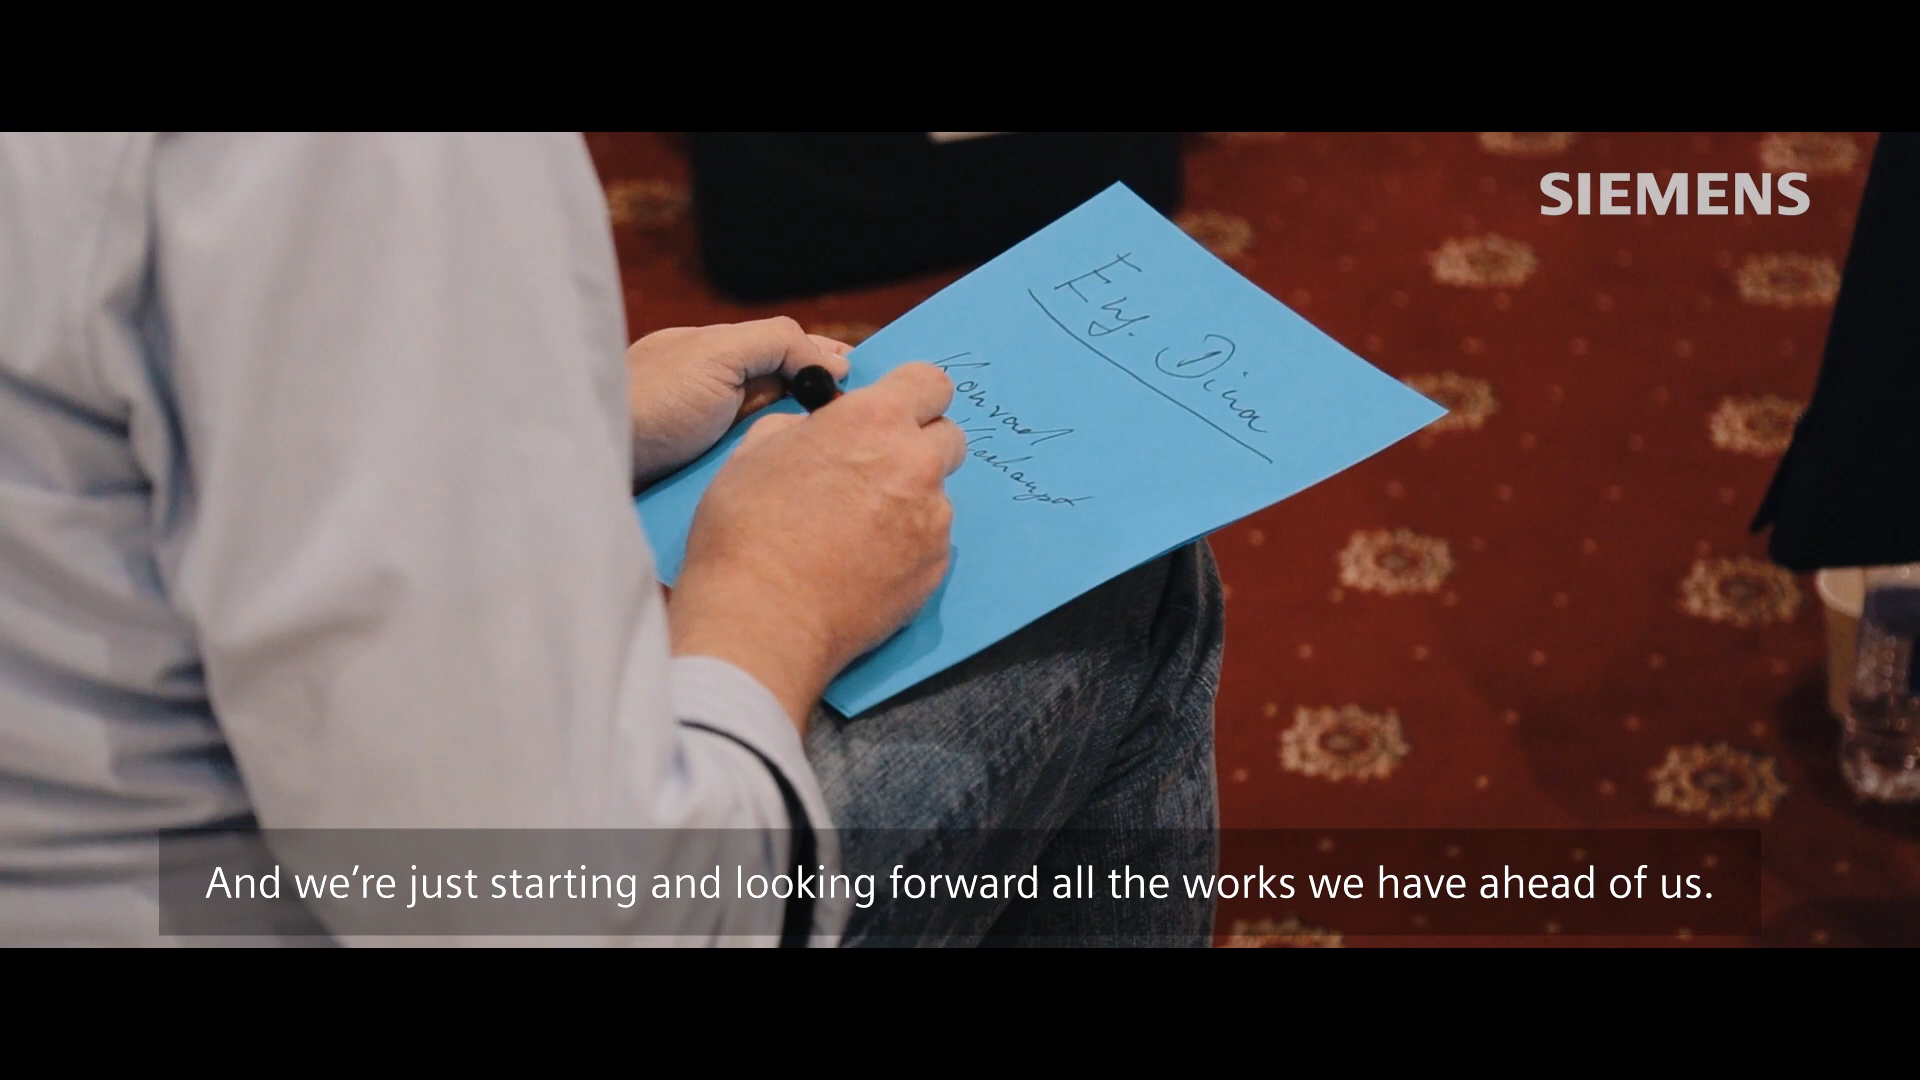 SIEMENS
Eng. Dina
Konrad
And we’re just starting and looking forward all the works we have ahead of us.